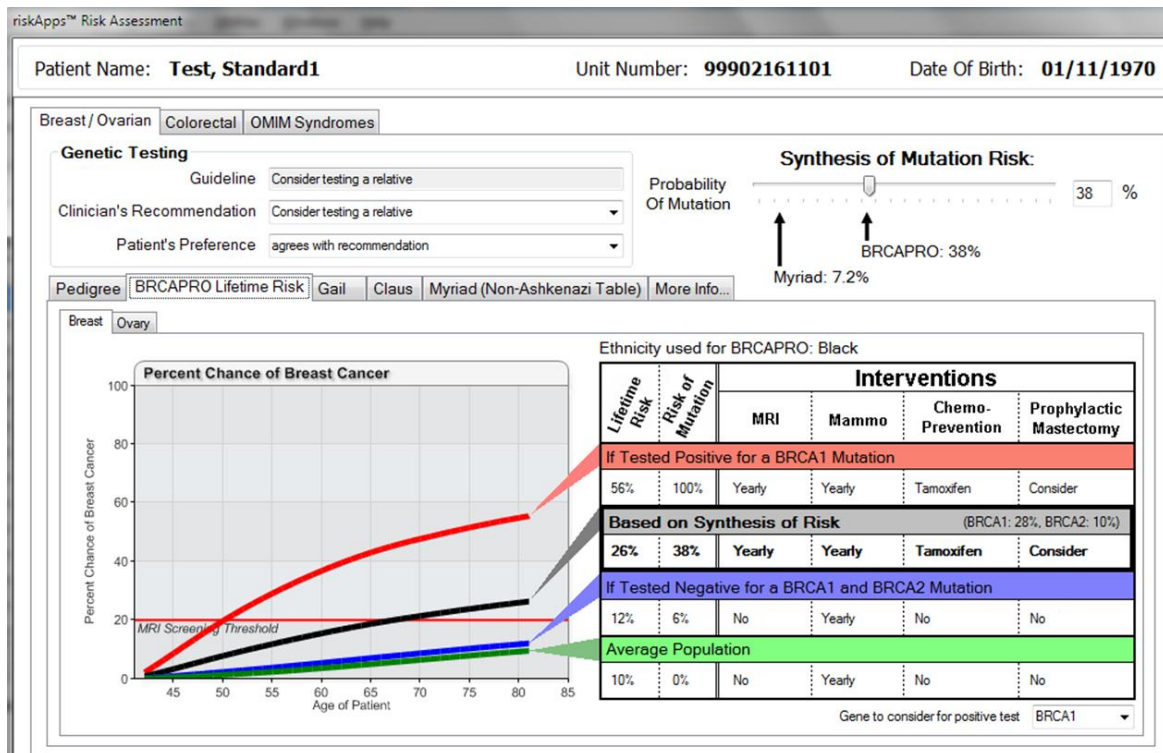 riskApps™ Risk Assessment
Patient Name: Test, Standard1 Unit Number: 99902161101 Date Of Birth: 01/11/1970
Breast / Ovarian Colorectal OMIM Syndromes
Genetic Testing
Guideline Consider testing a relative
Clinician's Recommendation Consider testing a relative
Patient's Preference agrees with recommendation
Synthesis of Mutation Risk:
Probability
Of Mutation
38 %
BRCAPRO: 38%
Myriad: 7.2%
Pedigree BRCAPRO Lifetime Risk Gail Claus Myriad (Non-Ashkenazi Table) More Info...
Breast Ovary
Percent Chance of Breast Cancer
Percent Chance of Breast Cancer
100
80
60
40
20
0
MRI Screening Threshold
45 50 55 60 65 70 75 80 85
Age of Patient
Ethnicity used for BRCAPRO: Black
Lifetime Risk
Risk of Mutation
Interventions
MRI Mammo Chemo-Prevention Prophylactic Mastectomy
If Tested Positive for a BRCA1 Mutation
56% 100% Yearly Yearly Tamoxifen Consider
Based on Synthesis of Risk (BRCA1: 28%, BRCA2: 10%)
26% 38% Yearly Yearly Tamoxifen Consider
If Tested Negative for a BRCA1 and BRCA2 Mutation
12% 6% No Yearly No No
Average Population
10% 0% No Yearly No No
Gene to consider for positive test BRCA1